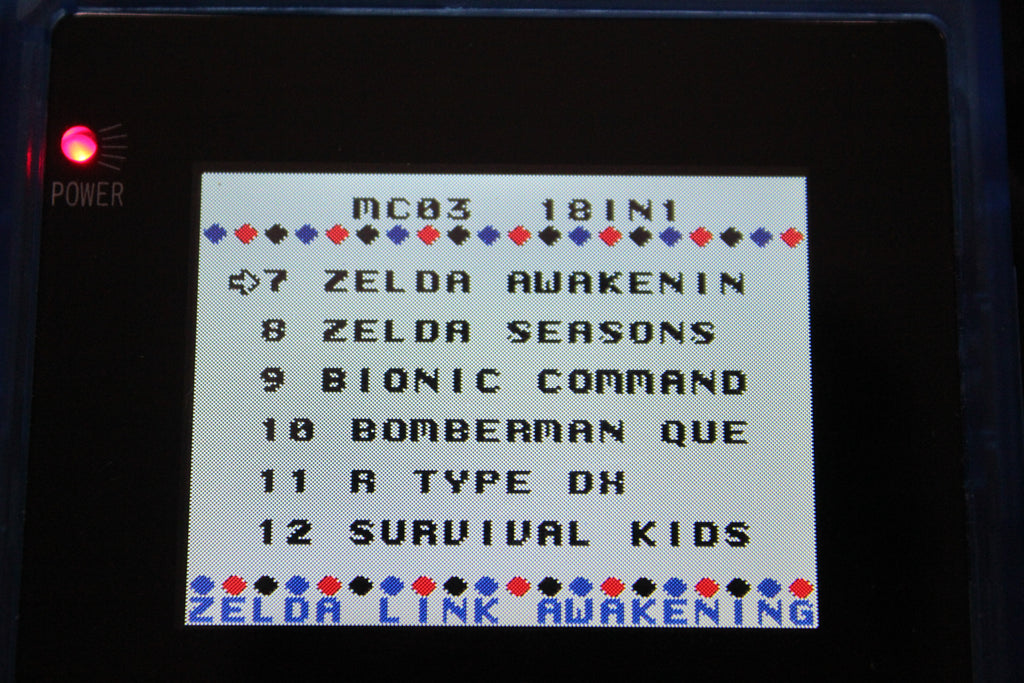 POWER
MC03 18IN1
7 ZELDA AWAKENIN
8 ZELDA SEASONS
9 BIONIC COMMAND
10 BOMBERMAN QUE
11 R TYPE DX
12 SURVIVAL KIDS
ZELDA LINK AWAKENING